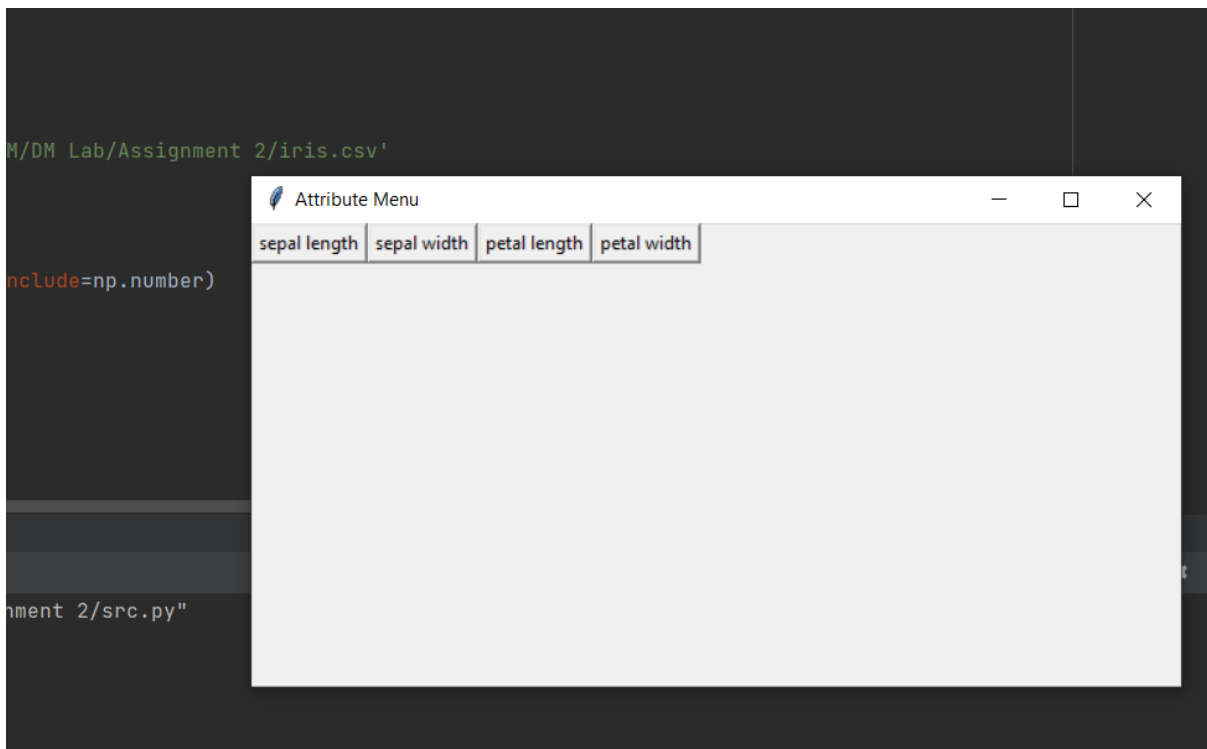 M/DM Lab/Assignment 2/iris.csv'
Attribute Menu
sepal length sepal width petal length petal width
nclude=np.number)
nment 2/src.py"